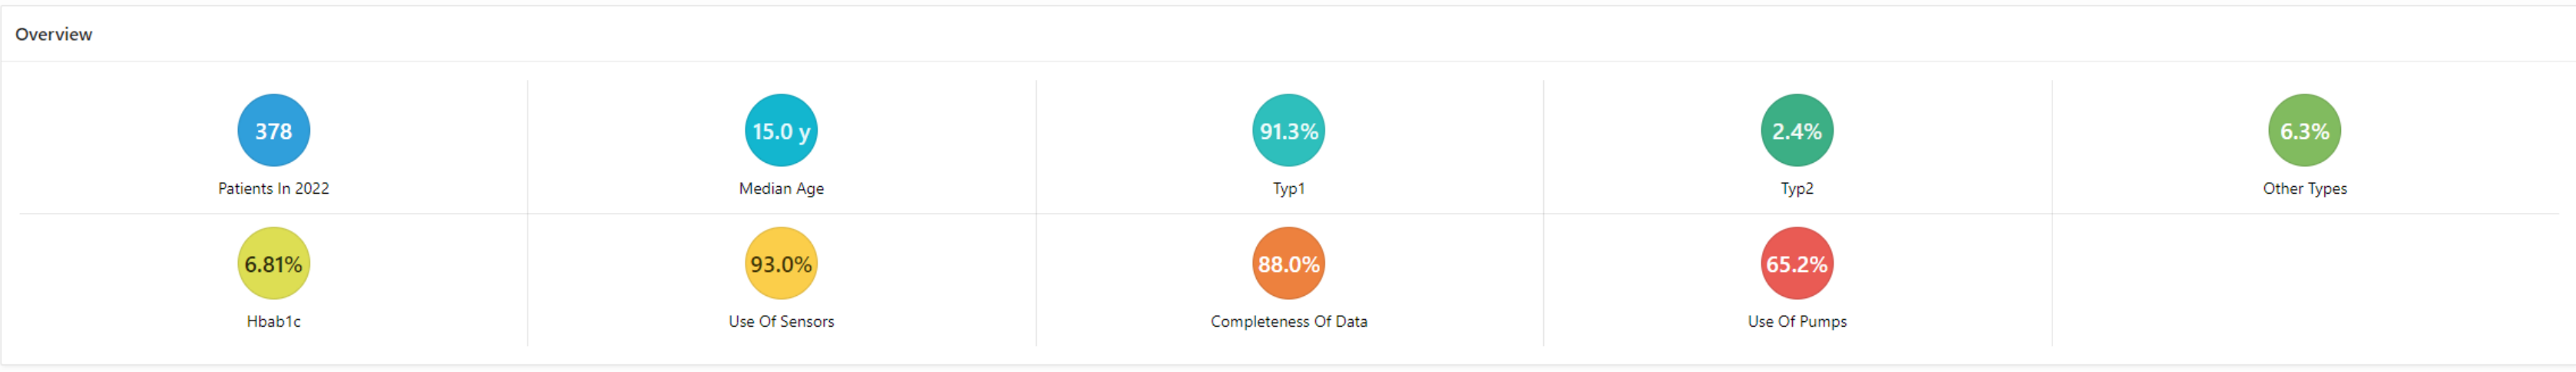 Overview
378
Patients In 2022
15.0 y
Median Age
91.3%
Typ1
2.4%
Typ2
6.3%
Other Types
6.81%
Hbab1c
93.0%
Use Of Sensors
88.0%
Completeness Of Data
65.2%
Use Of Pumps